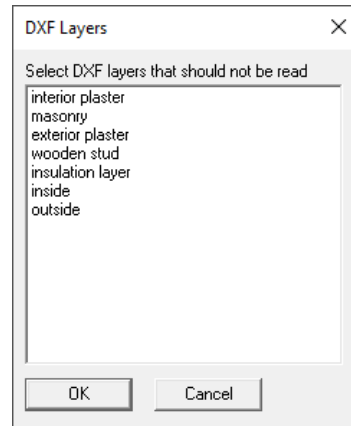 DXF Layers
Select DXF layers that should not be read
interior plaster
masonry
exterior plaster
wooden stud
insulation layer
inside
outside
OK
Cancel